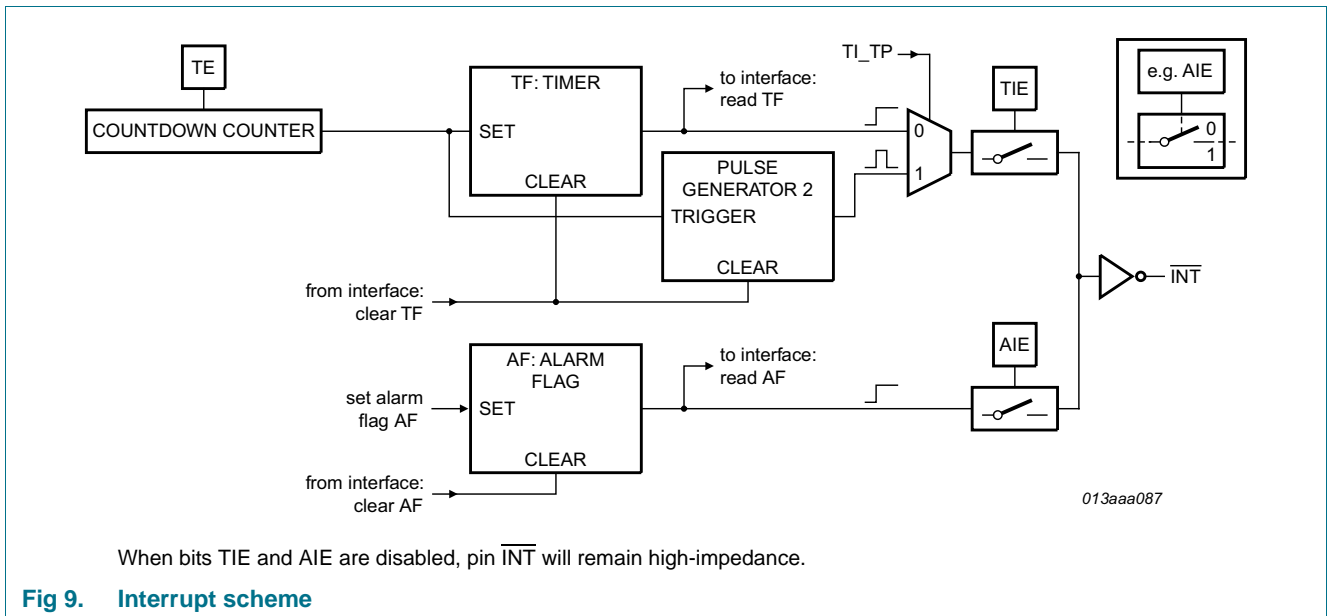 TE
COUNTDOWN COUNTER
TF: TIMER
SET
CLEAR
to interface:
read TF
PULSE
GENERATOR 2
TRIGGER
CLEAR
from interface:
clear TF
TI_TP
0
1
TIE
e.g. AIE
0
1
INT
set alarm
flag AF
AF: ALARM
FLAG
SET
CLEAR
to interface:
read AF
from interface:
clear AF
AIE
013aaa087
When bits TIE and AIE are disabled, pin INT will remain high-impedance.
Fig 9. Interrupt scheme